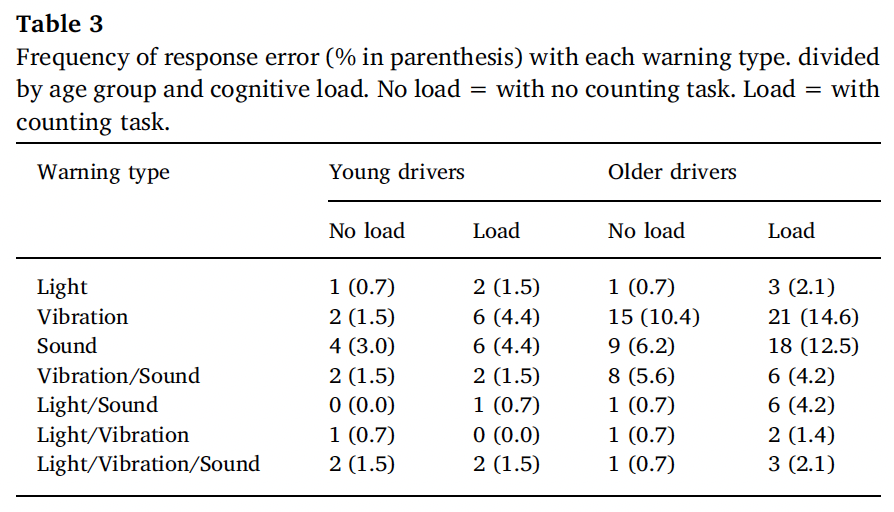 Table 3
Frequency of response error (% in parenthesis) with each warning type. divided
by age group and cognitive load. No load = with no counting task. Load = with
counting task.
Warning type Young drivers Older drivers
No load Load No load Load
Light 1 (0.7) 2 (1.5) 1 (0.7) 3 (2.1)
Vibration 2 (1.5) 6 (4.4) 15 (10.4) 21 (14.6)
Sound 4 (3.0) 6 (4.4) 9 (6.2) 18 (12.5)
Vibration/Sound 2 (1.5) 2 (1.5) 8 (5.6) 6 (4.2)
Light/Sound 0 (0.0) 1 (0.7) 1 (0.7) 6 (4.2)
Light/Vibration 1 (0.7) 0 (0.0) 1 (0.7) 2 (1.4)
Light/Vibration/Sound 2 (1.5) 2 (1.5) 1 (0.7) 3 (2.1)